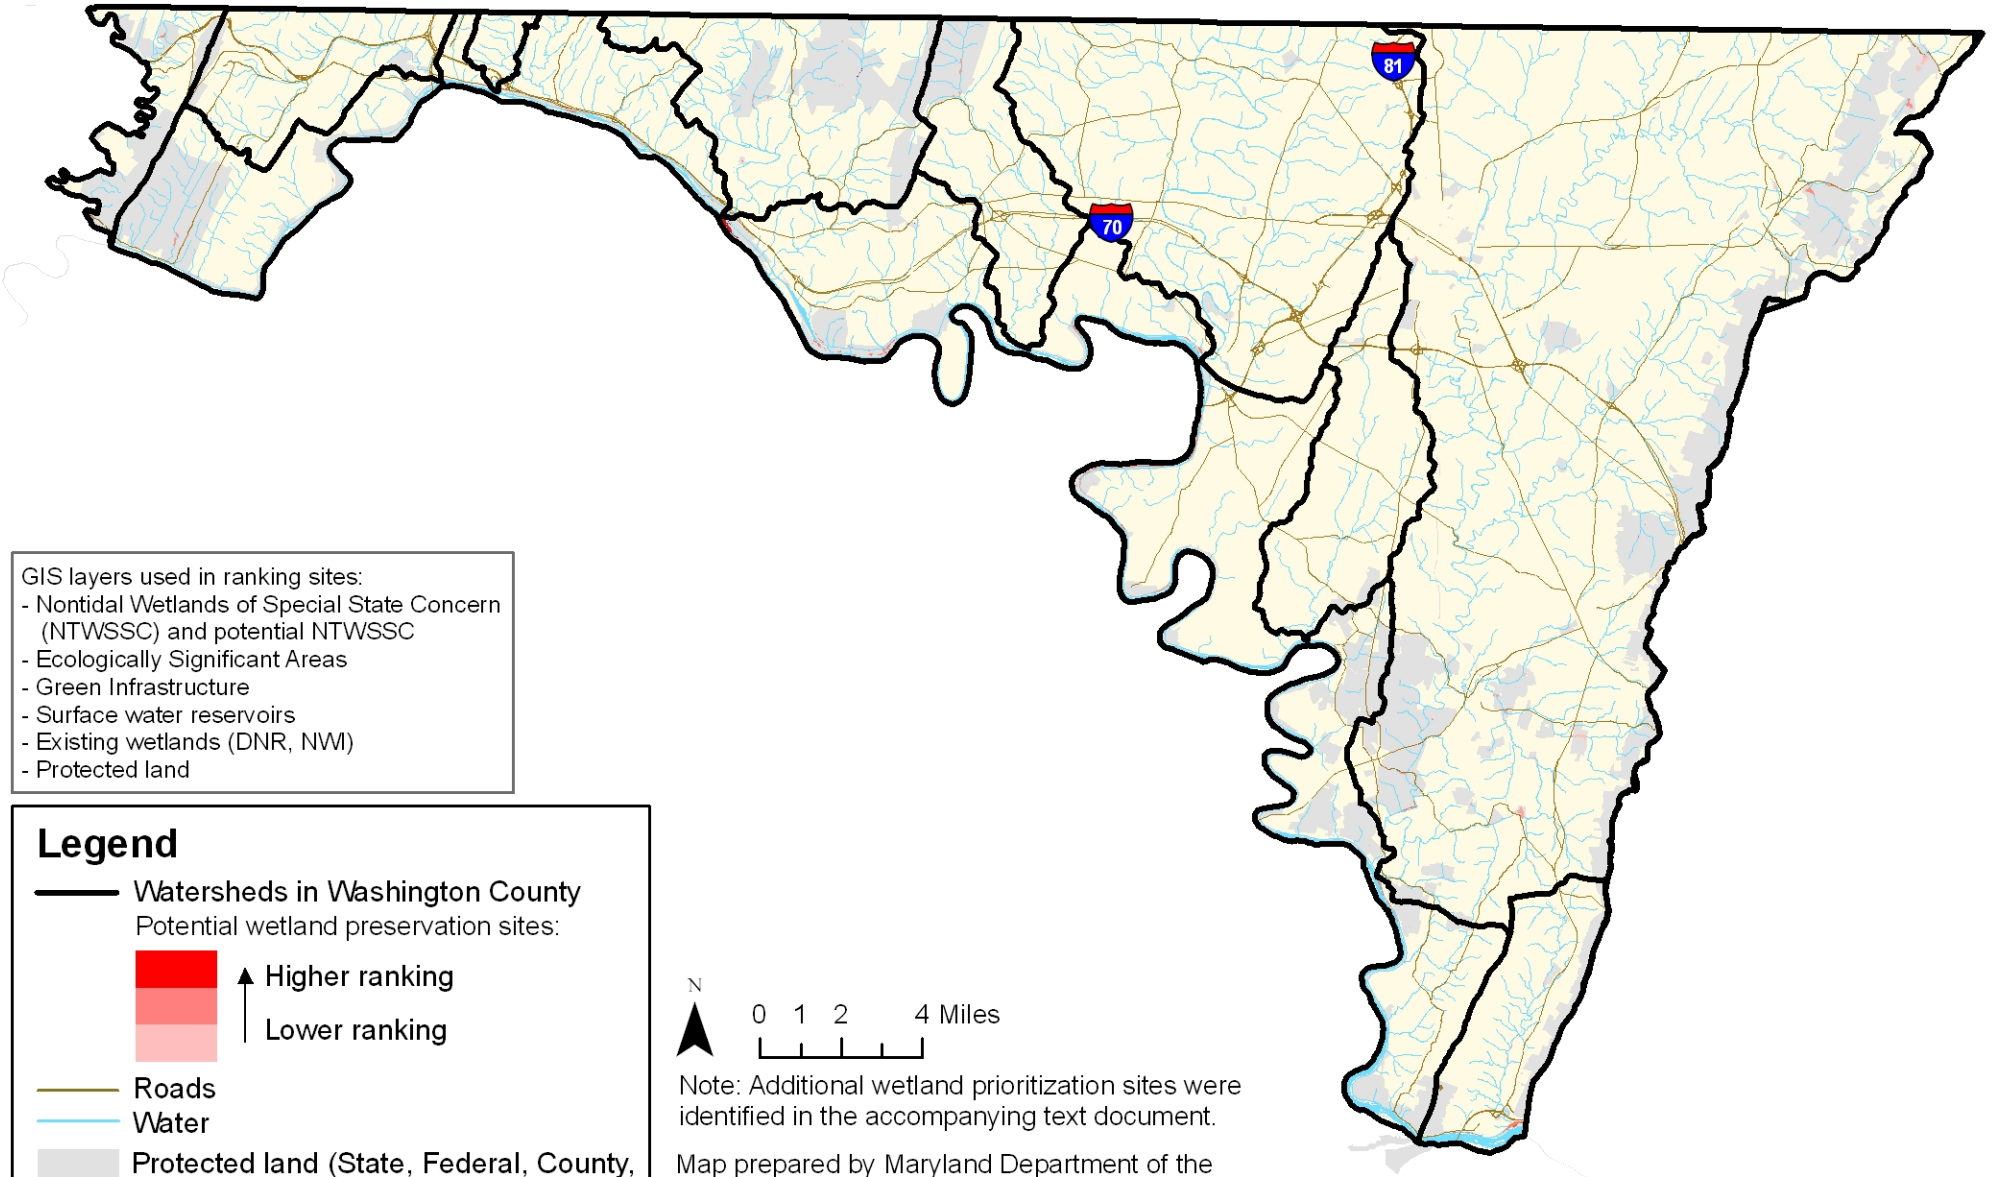 81
70
GIS layers used in ranking sites:
- Nontidal Wetlands of Special State Concern
(NTWSSC) and potential NTWSSC
- Ecologically Significant Areas
- Green Infrastructure
- Surface water reservoirs
- Existing wetlands (DNR, NWI)
- Protected land
Legend
Watersheds in Washington County
Potential wetland preservation sites:
Higher ranking
Lower ranking
Roads
Water
Protected land (State, Federal, County,
N
0 1 2 4 Miles
Note: Additional wetland prioritization sites were
identified in the accompanying text document.
Map prepared by Maryland Department of the